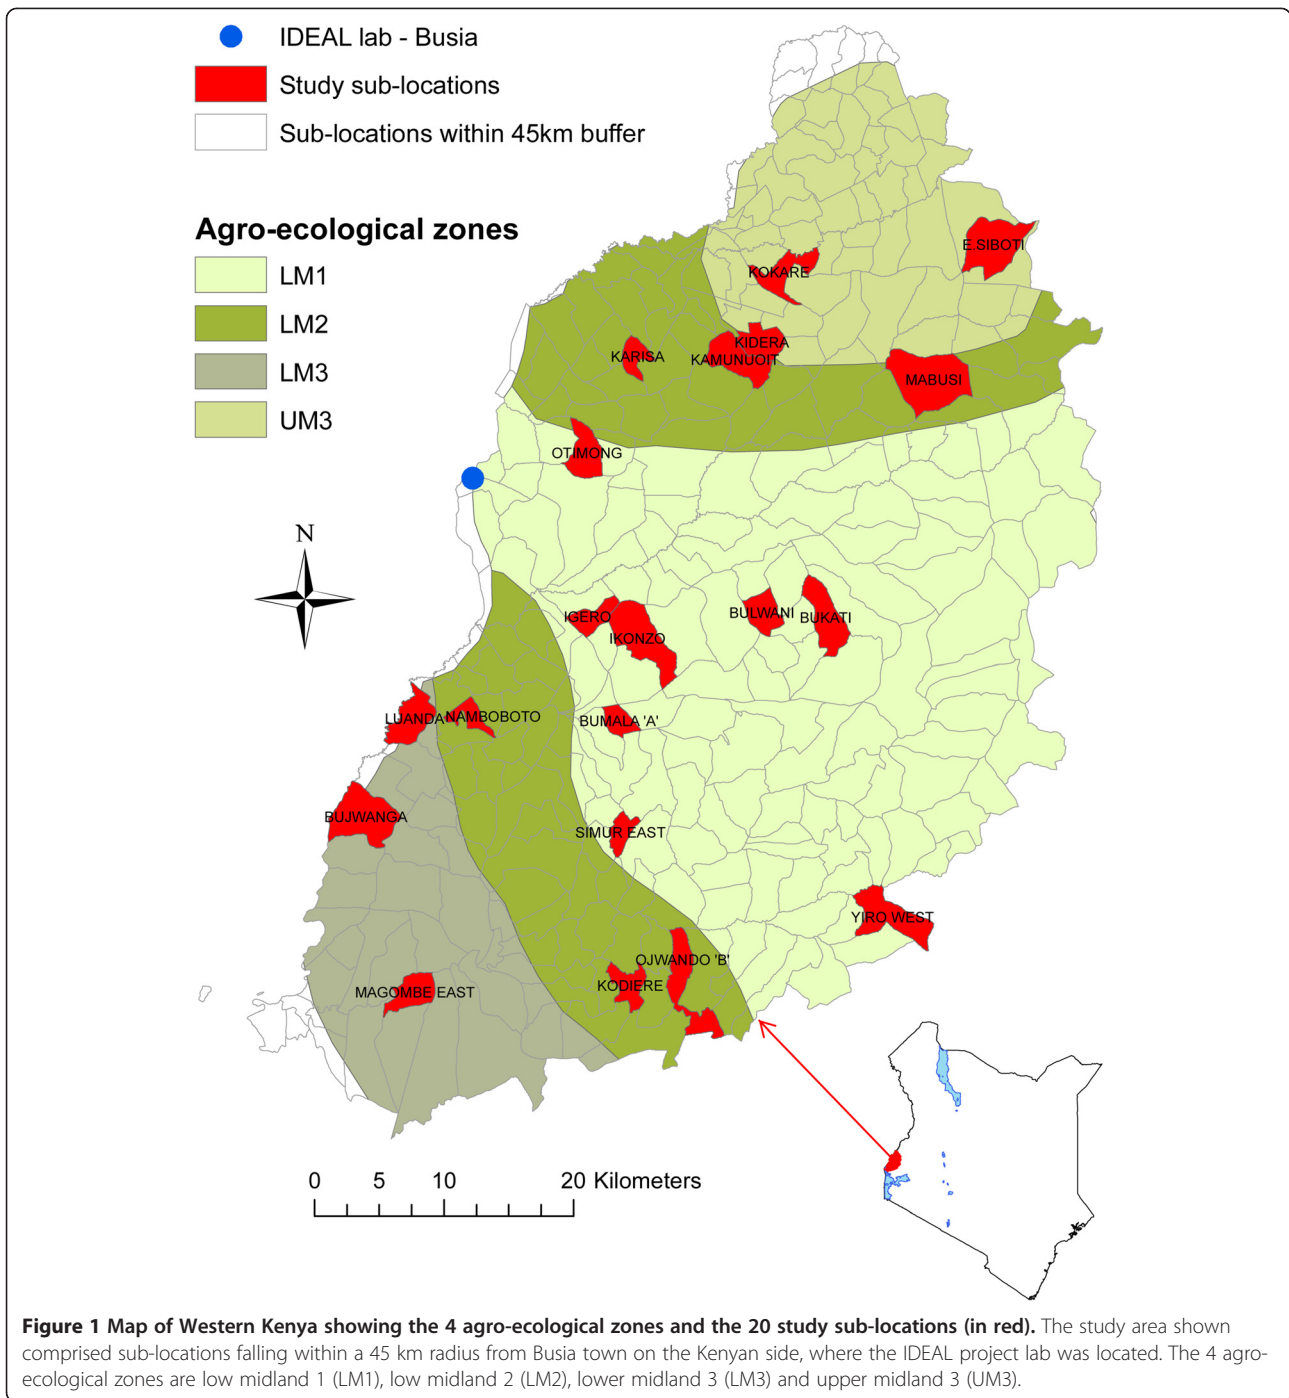 IDEAL lab - Busia
Study sub-locations
Sub-locations within 45km buffer
Agro-ecological zones
LM1
LM2
LM3
UM3
E.SIBOTI
KOKARE
KIDERA
KARISA
KAMUNUOIT
MABUSI
OTIMONG
N
IGERO
BULWANI
BUKATI
IKONZO
LUANDA
NAMBOBOTO
BUMALA 'A'
BUJWANGA
SIMUR EAST
YIRO WEST
OJWANDO 'B'
KODIERE
MAGOMBE EAST
0 5 10 20 Kilometers
Figure 1 Map of Western Kenya showing the 4 agro-ecological zones and the 20 study sub-locations (in red). The study area shown
comprised sub-locations falling within a 45 km radius from Busia town on the Kenyan side, where the IDEAL project lab was located. The 4 agro-
ecological zones are low midland 1 (LM1), low midland 2 (LM2), lower midland 3 (LM3) and upper midland 3 (UM3).